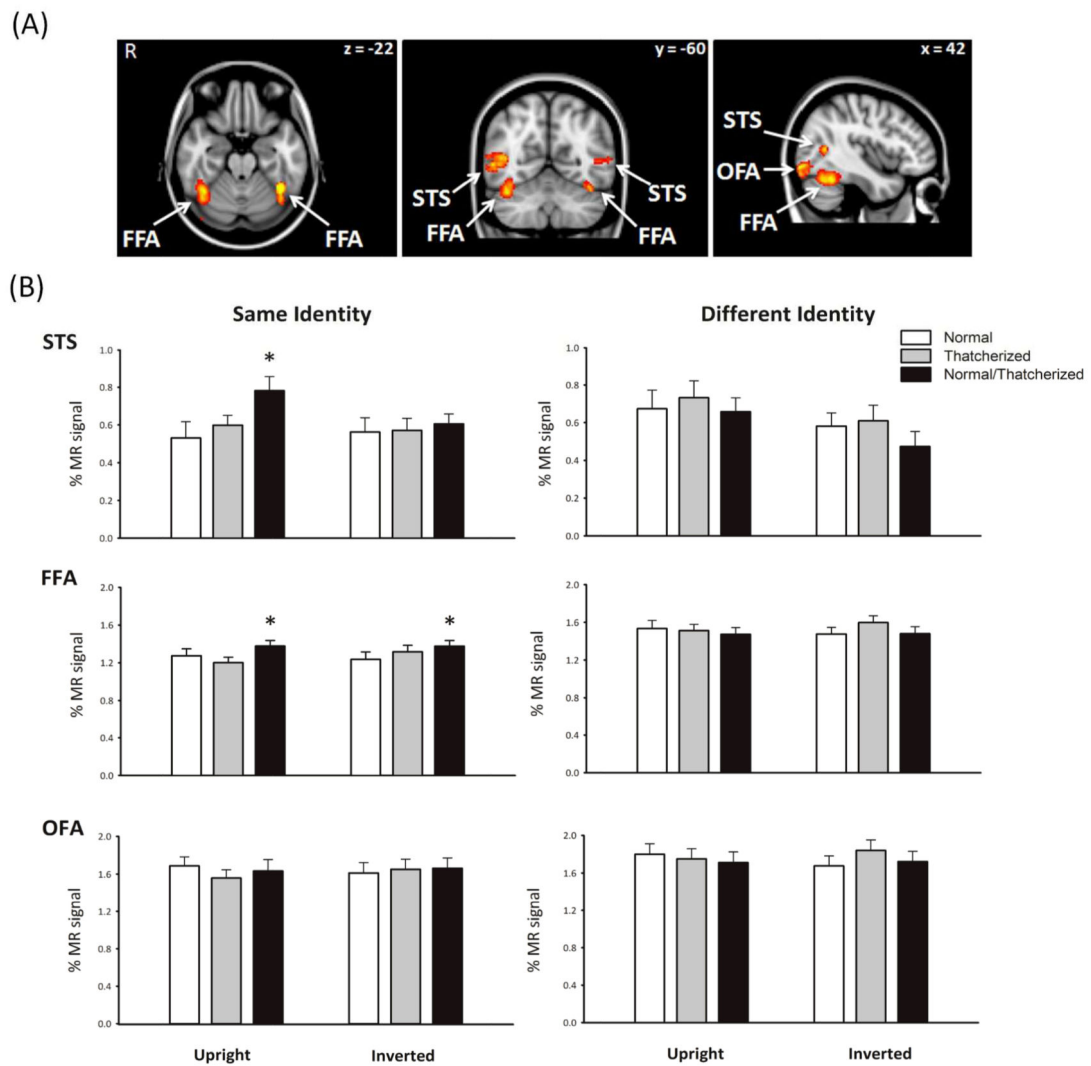 (A)
R
z = -22
y = -60
x = 42
FFA
FFA
STS
FFA
STS
FFA
STS
OFA
FFA
(B)
Same Identity
Different Identity
Normal
Thatcherized
Normal/Thatcherized
STS
% MR signal
1.0
0.8
0.6
0.4
0.2
0.0
*
% MR signal
1.0
0.8
0.6
0.4
0.2
0.0
FFA
% MR signal
2.0
1.6
1.2
0.8
0.4
0.0
*
*
% MR signal
2.0
1.6
1.2
0.8
0.4
0.0
OFA
% MR signal
2.0
1.6
1.2
0.8
0.4
0.0
% MR signal
2.0
1.6
1.2
0.8
0.4
0.0
Upright
Inverted
Upright
Inverted